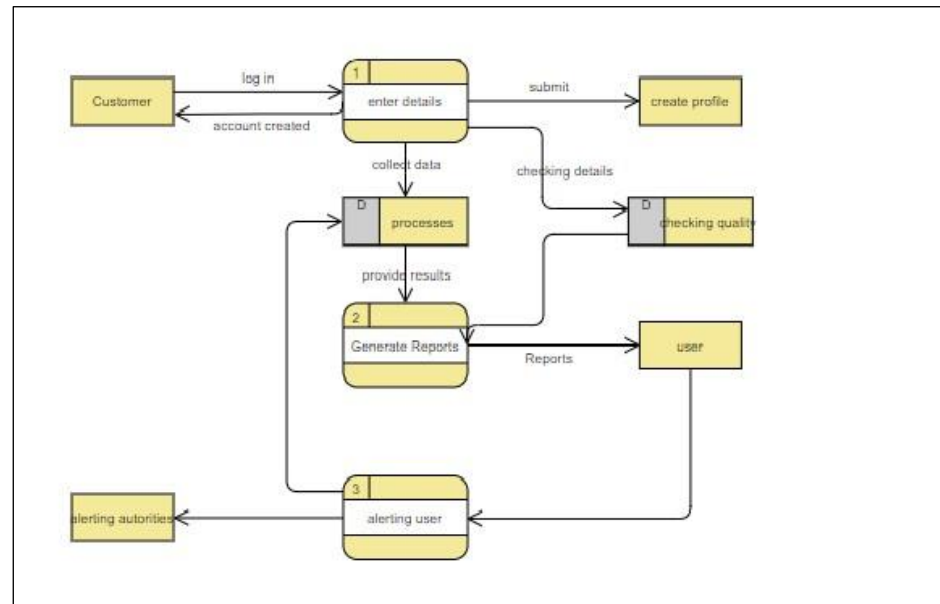 1
log in
submit
Customer
enter details
create profile
account created
collect data
checking details
D
processes
D
checking quality
provide results
2
Generate Reports
user
Reports
3
alerting autorities
alerting user